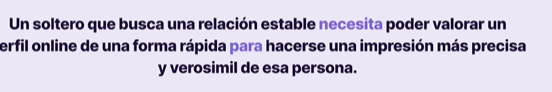 Un soltero que busca una relación estable necesita poder valorar un
erfil online de una forma rápida para hacerse una impresión más precisa
y verosimil de esa persona.